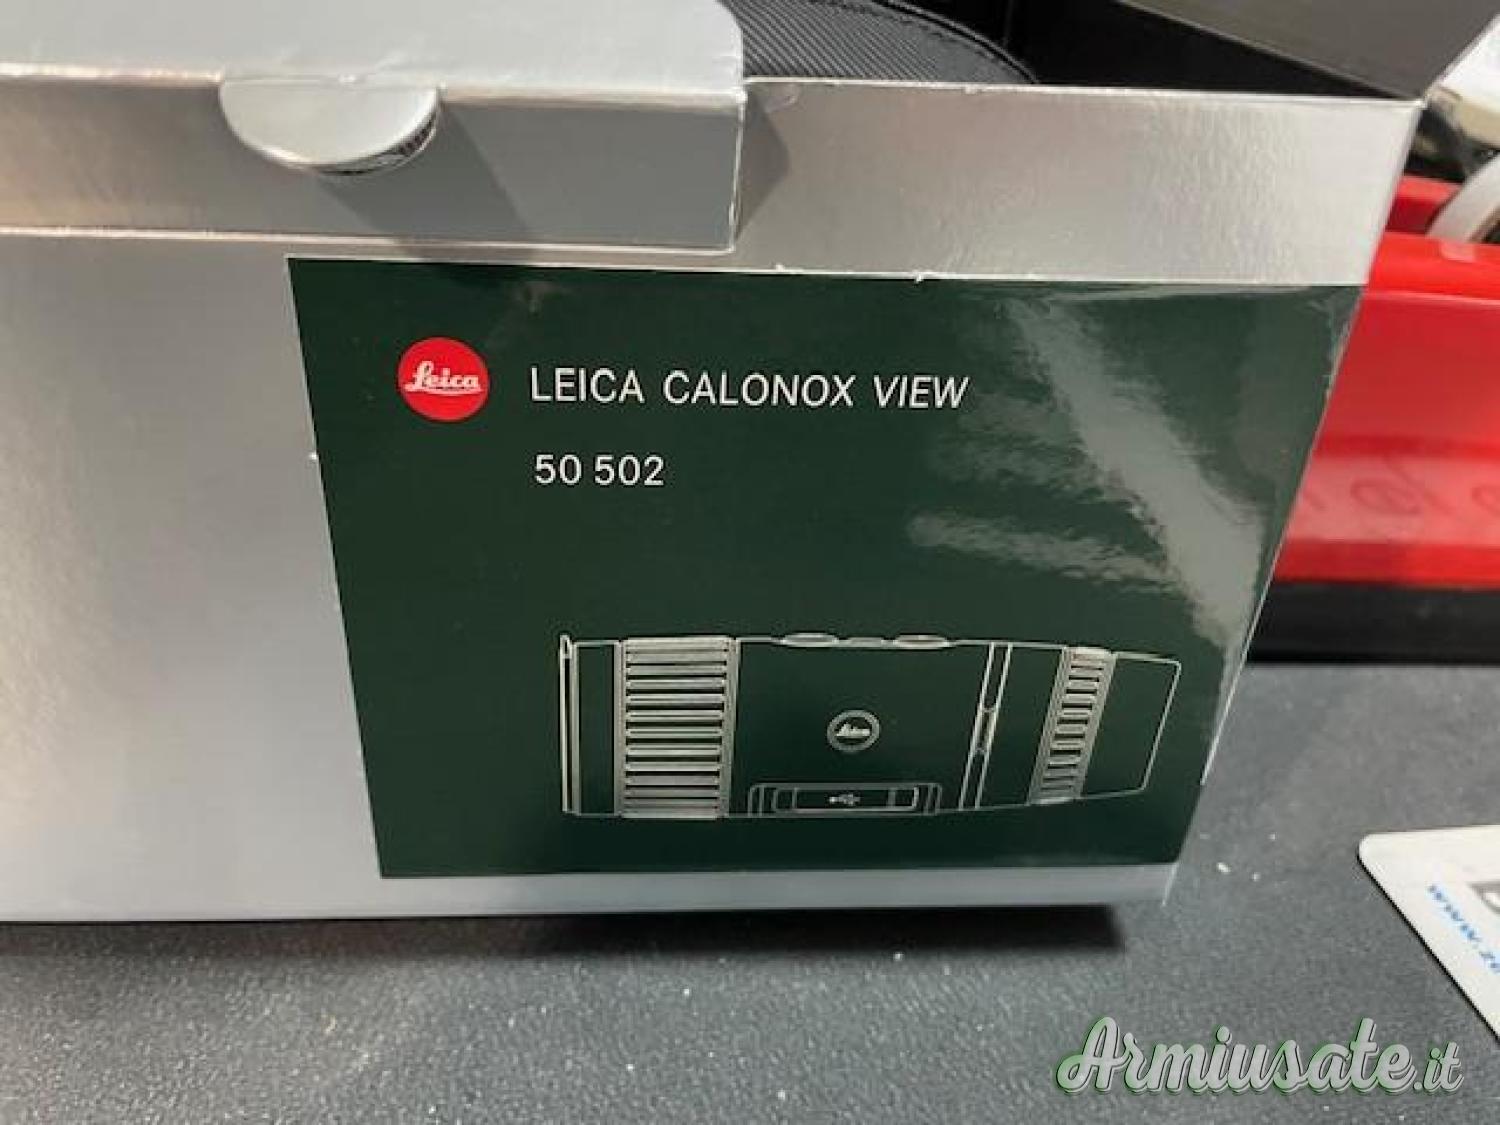 Leica
LEICA CALONOX VIEW
50 502
Leica
Armiusate.it